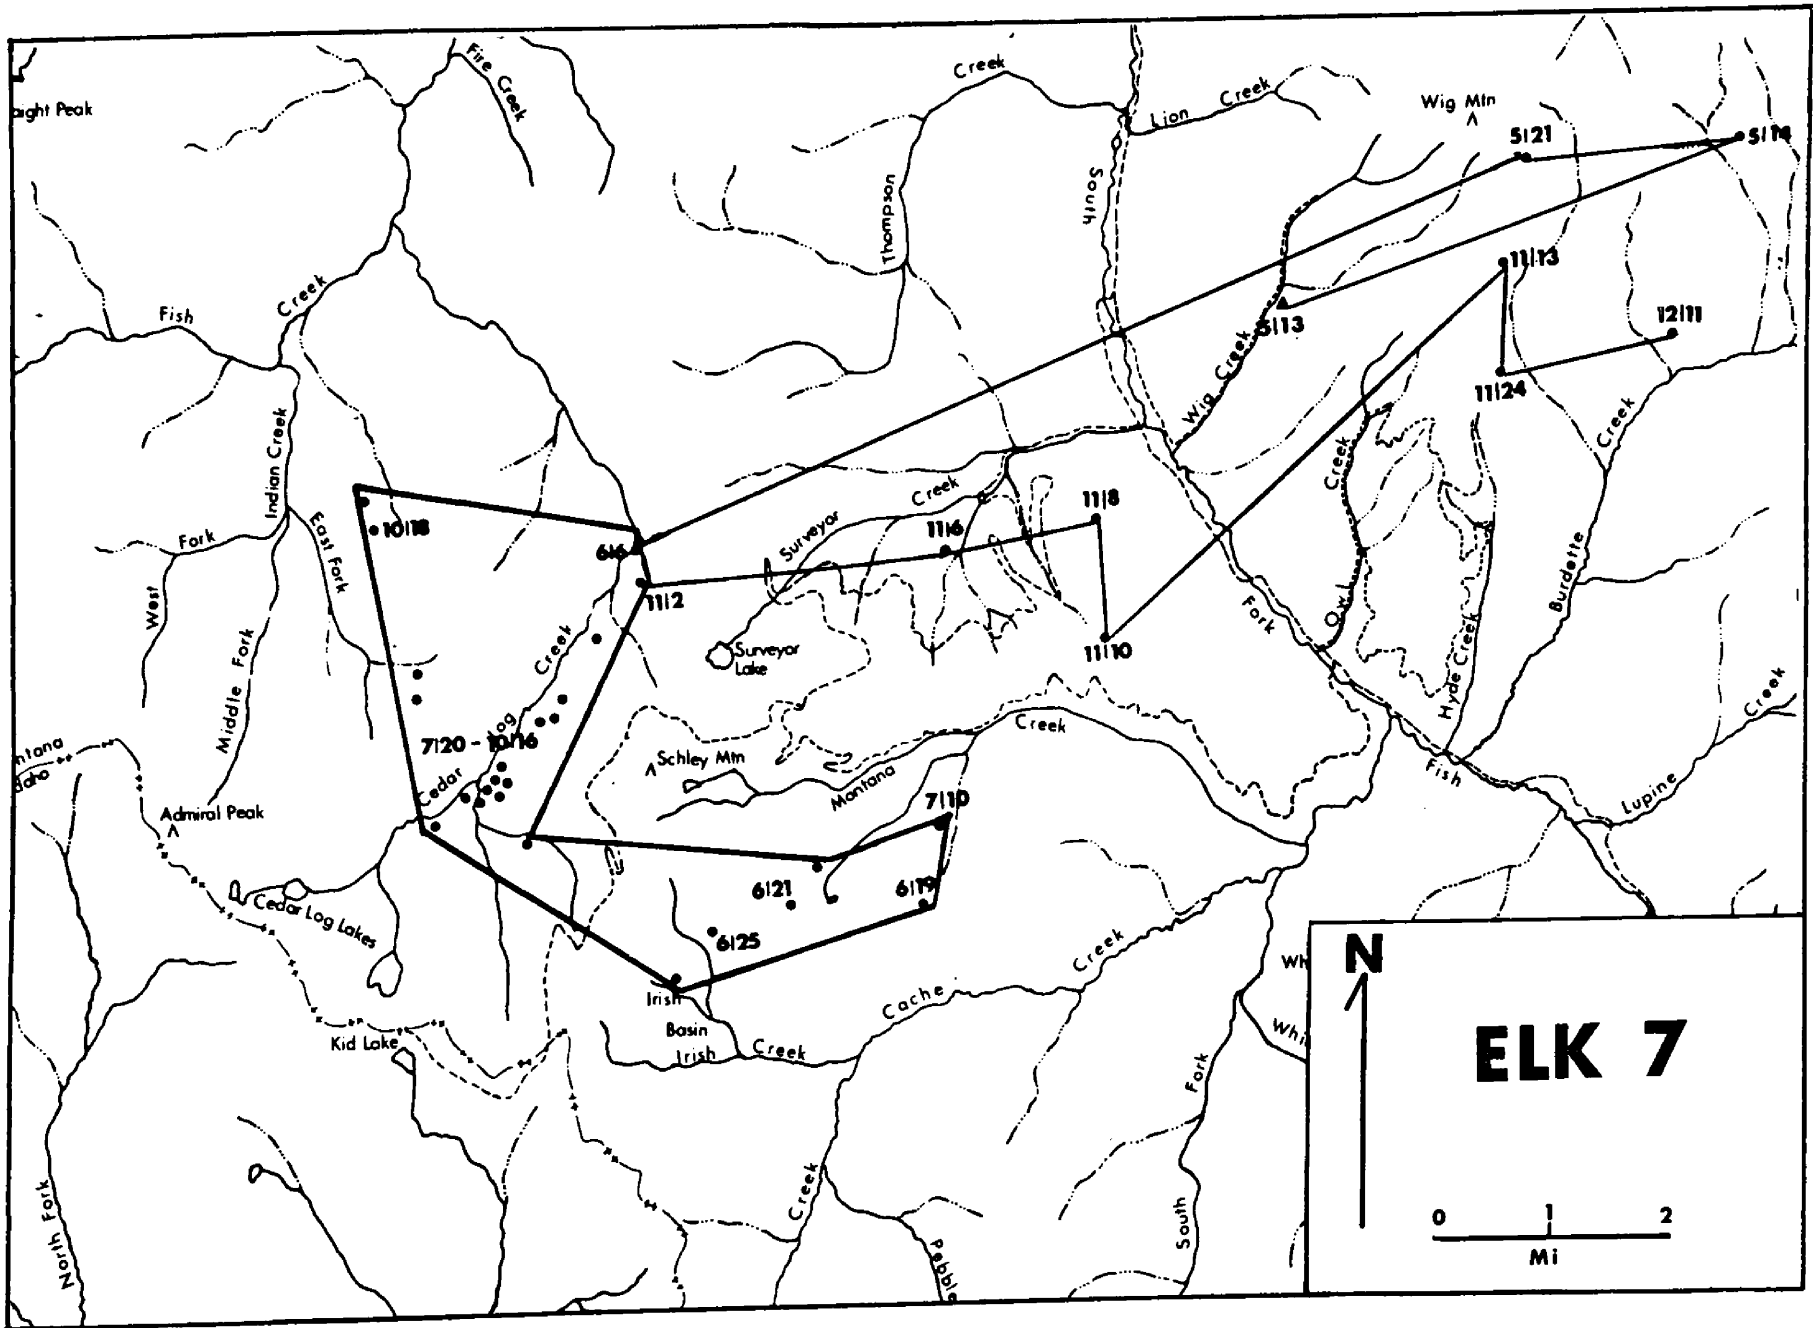 Fire Creek
Creek
Lion Creek
Wig Mtn
5|21
5|14
South
Thompson
11|13
Creek
Fish
5|13
12|11
Wig Creek
11|24
Creek
Indian Creek
Creek
Creek
11|8
10|18
East Fork
Surveyor
11|6
Fork
6|6
11|2
West
Burdette
Owl
Fork
Creek
Surveyor
Lake
11|10
Middle Fork
Hyde Creek
Creek
7|20 - 10|16
Log
Creek
Schley Mtn
Cedar
Montana
Fish
Lupine
Admiral Peak
7|10
6|21
6|19
Cedar Log Lakes
6|25
Creek
N
Irish
Cache
Basin
Kid Lake
Irish Creek
ELK 7
Fork
Creek
North Fork
South
Pebble
0 1 2
Mi